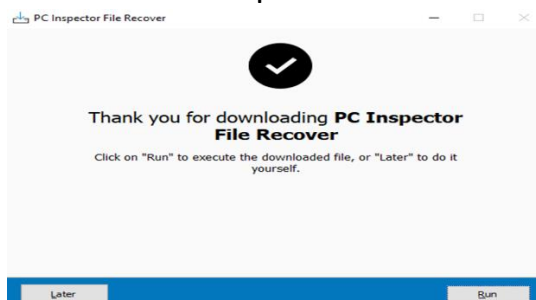 PC Inspector File Recover
Thank you for downloading PC Inspector
File Recover
Click on "Run" to execute the downloaded file, or "Later" to do it
yourself.
Later
Run